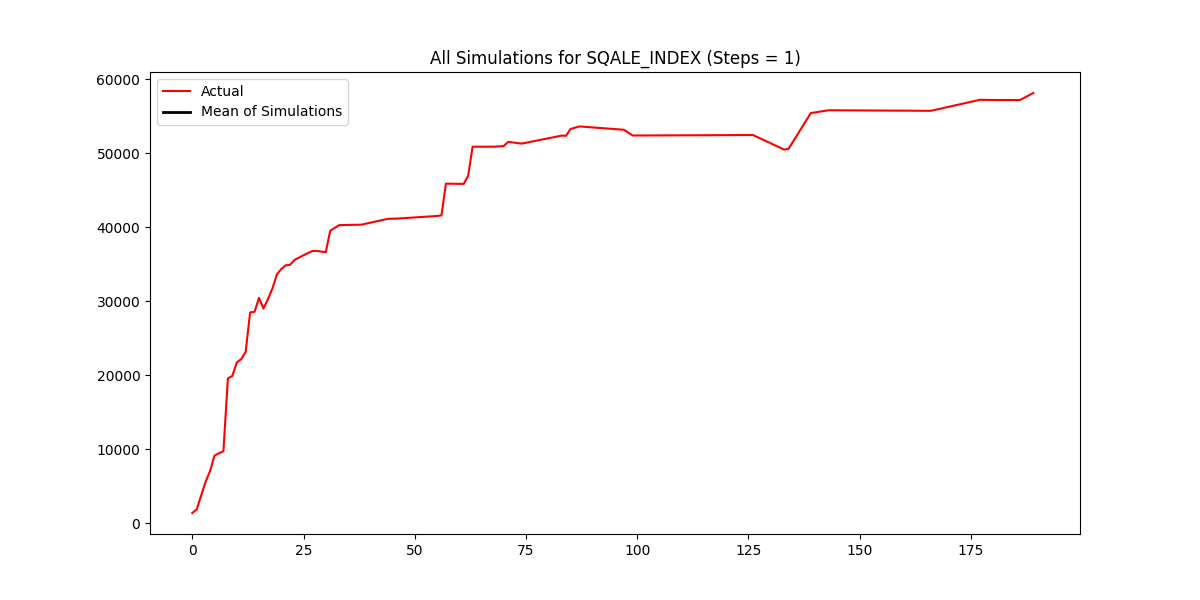 All Simulations for SQALE_INDEX (Steps = 1)
Actual
Mean of Simulations
60000
50000
40000
30000
20000
10000
0
0 25 50 75 100 125 150 175